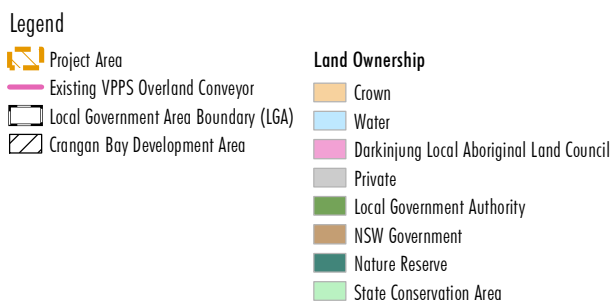 Legend
Project Area
Existing VPPS Overland Conveyor
Local Government Area Boundary (LGA)
Crangan Bay Development Area
Land Ownership
Crown
Water
Darkinjung Local Aboriginal Land Council
Private
Local Government Authority
NSW Government
Nature Reserve
State Conservation Area